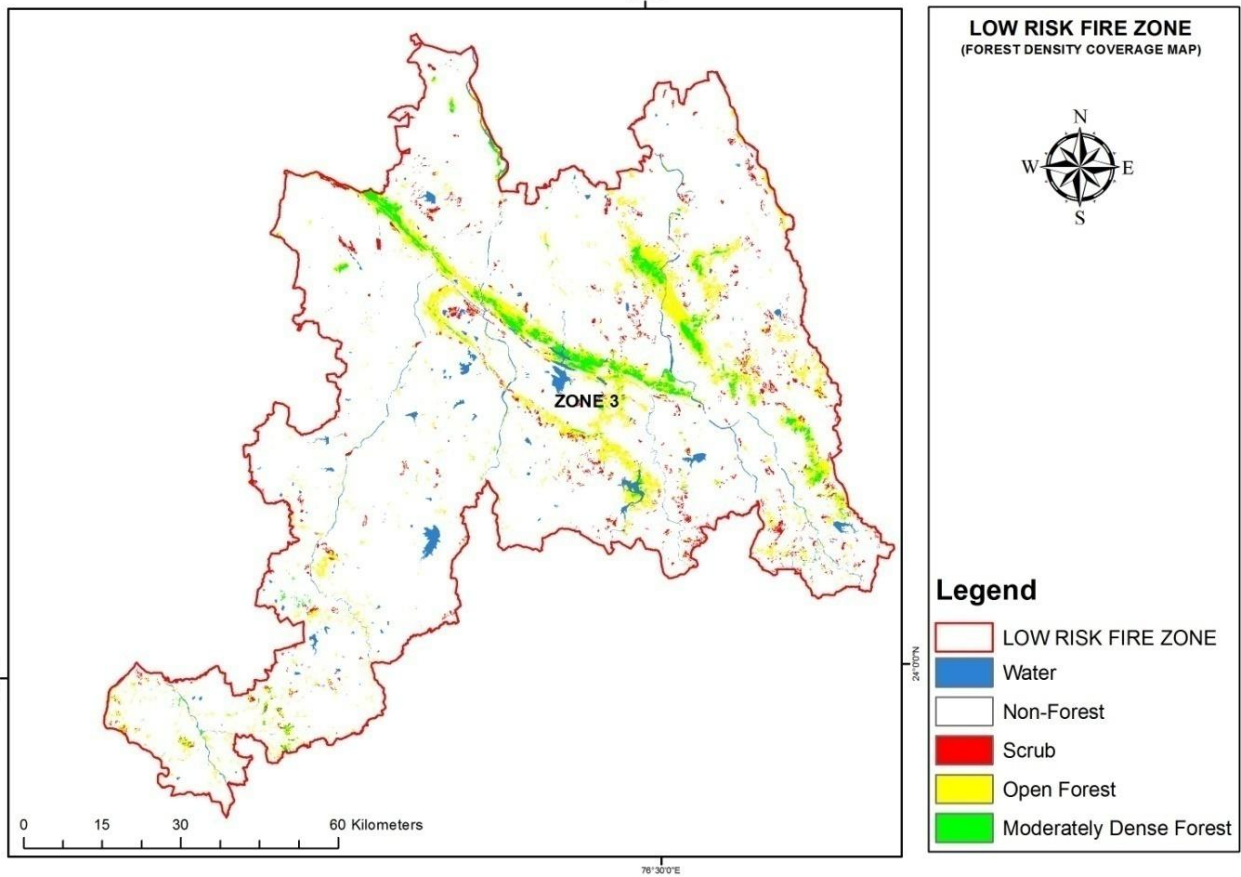 LOW RISK FIRE ZONE
(FOREST DENSITY COVERAGE MAP)
N
W
E
S
ZONE 3
24°0'0"N
Legend
LOW RISK FIRE ZONE
Water
Non-Forest
Scrub
Open Forest
Moderately Dense Forest
0 15 30 60 Kilometers
76°30'0"E